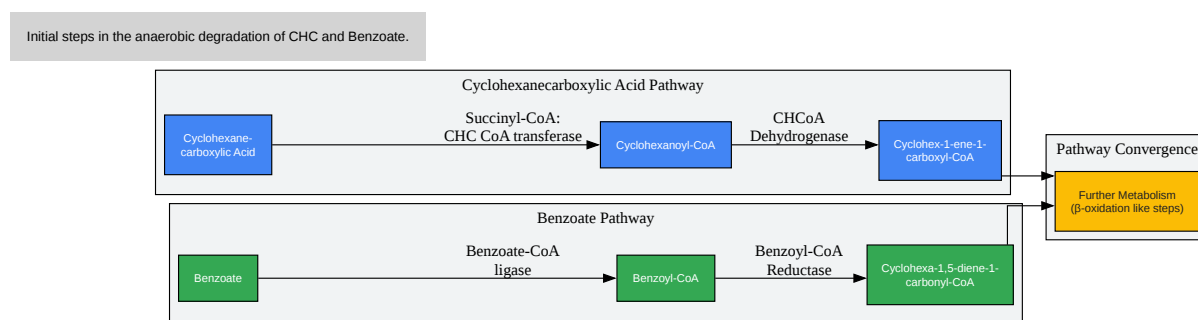 Initial steps in the anaerobic degradation of CHC and Benzoate.
Cyclohexanecarboxylic Acid Pathway
Cyclohexane-
carboxylic Acid
Succinyl-CoA:
CHC CoA transferase
Cyclohexanoyl-CoA
CHCoA
Dehydrogenase
Cyclohex-1-ene-1-
carboxyl-CoA
Pathway Convergence
Further Metabolism
(β-oxidation like steps)
Benzoate Pathway
Benzoate
Benzoate-CoA
ligase
Benzoyl-CoA
Benzoyl-CoA
Reductase
Cyclohexa-1,5-diene-1-
carbonyl-CoA